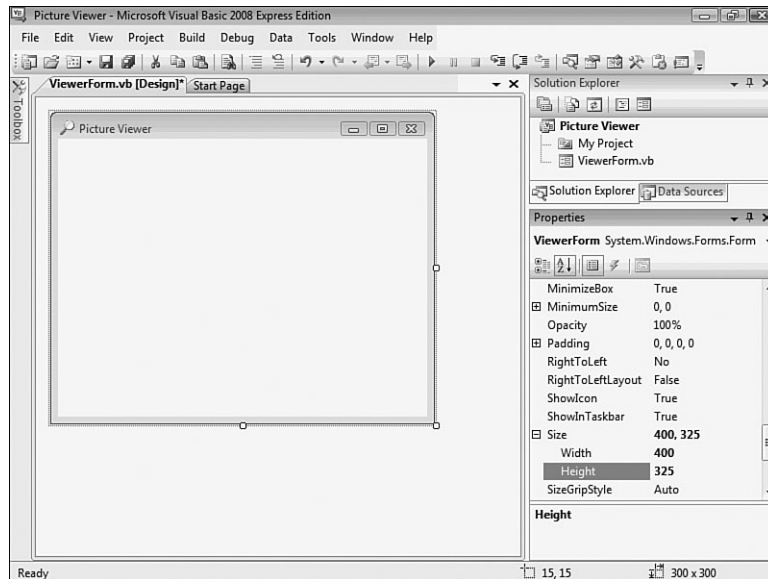 Picture Viewer - Microsoft Visual Basic 2008 Express Edition
File Edit View Project Build Debug Data Tools Window Help
Toolbox
ViewerForm.vb [Design]* Start Page
Picture Viewer
Solution Explorer
Picture Viewer
My Project
ViewerForm.vb
Solution Explorer Data Sources
Properties
ViewerForm System.Windows.Forms.Form
MinimizeBox True
MinimumSize 0, 0
Opacity 100%
Padding 0, 0, 0, 0
RightToLeft No
RightToLeftLayout False
ShowIcon True
ShowInTaskbar True
Size 400, 325
Width 400
Height 325
SizeGripStyle Auto
Height
Ready 15, 15 300 x 300